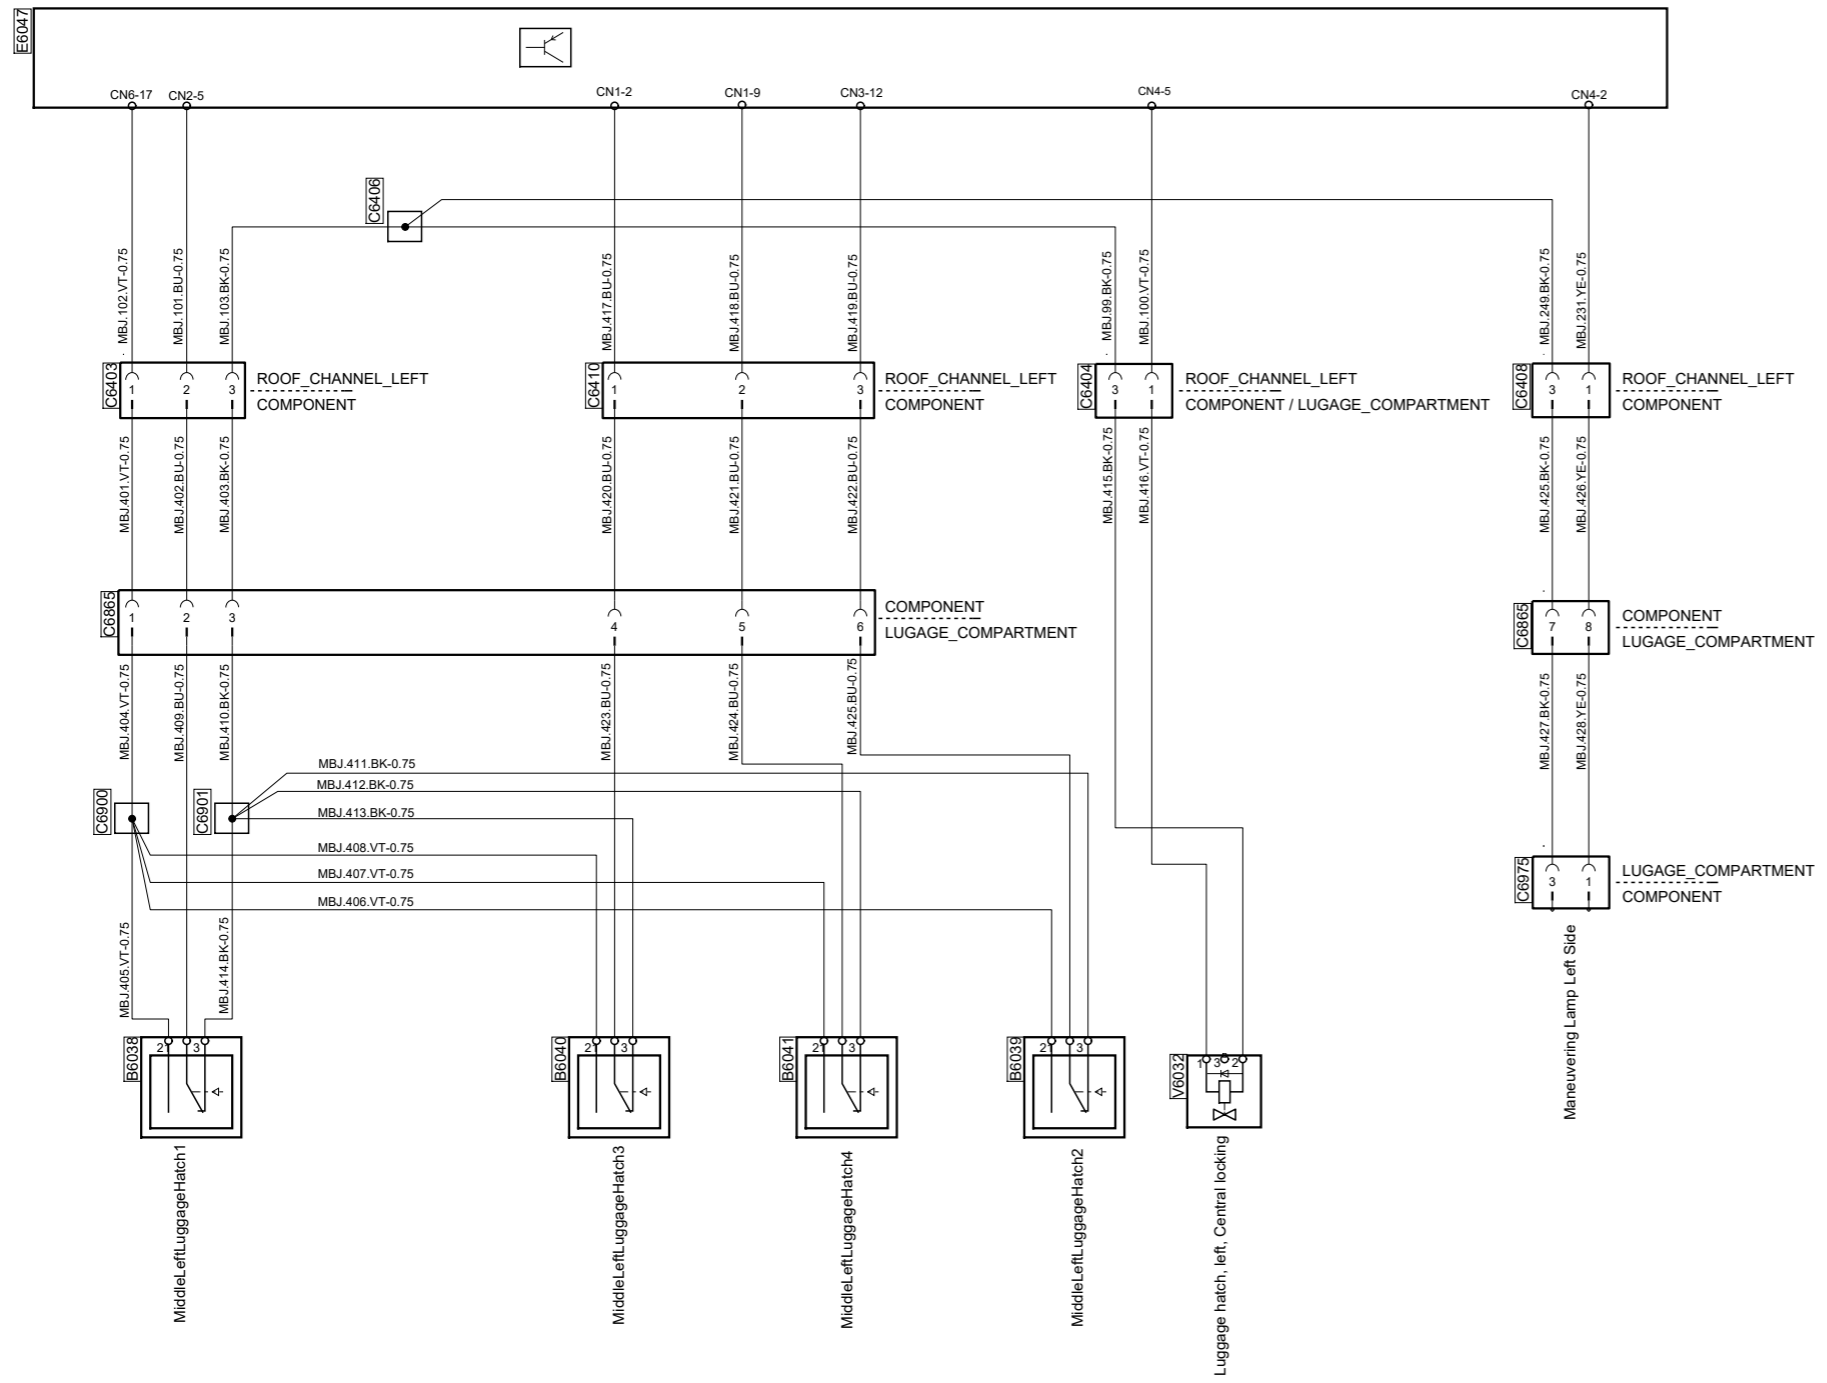 E6047
CN6-17
CN2-5
CN1-2
CN1-9
CN3-12
CN4-5
CN4-2
C6406
MBJ.102.VT-0.75
MBJ.101.BU-0.75
MBJ.103.BK-0.75
MBJ.417.BU-0.75
MBJ.418.BU-0.75
MBJ.419.BU-0.75
MBJ.99.BK-0.75
MBJ.100.VT-0.75
MBJ.249.BK-0.75
MBJ.231.YE-0.75
C6403
1
2
3
ROOF_CHANNEL_LEFT
COMPONENT
C6410
1
2
3
ROOF_CHANNEL_LEFT
COMPONENT
C6404
3
1
ROOF_CHANNEL_LEFT
COMPONENT / LUGAGE_COMPARTMENT
C6408
3
1
ROOF_CHANNEL_LEFT
COMPONENT
MBJ.401.VT-0.75
MBJ.402.BU-0.75
MBJ.403.BK-0.75
MBJ.420.BU-0.75
MBJ.421.BU-0.75
MBJ.422.BU-0.75
MBJ.415.BK-0.75
MBJ.416.VT-0.75
MBJ.425.BK-0.75
MBJ.426.YE-0.75
C6865
1
2
3
4
5
6
COMPONENT
LUGAGE_COMPARTMENT
C6865
7
8
COMPONENT
LUGAGE_COMPARTMENT
MBJ.404.VT-0.75
MBJ.409.BU-0.75
MBJ.410.BK-0.75
MBJ.423.BU-0.75
MBJ.424.BU-0.75
MBJ.425.BU-0.75
MBJ.427.BK-0.75
MBJ.428.YE-0.75
MBJ.411.BK-0.75
MBJ.412.BK-0.75
MBJ.413.BK-0.75
C6900
C6901
MBJ.408.VT-0.75
MBJ.407.VT-0.75
MBJ.406.VT-0.75
C6975
3
1
LUGAGE_COMPARTMENT
COMPONENT
MBJ.405.VT-0.75
MBJ.414.BK-0.75
Maneuvering Lamp Left Side
B6038
2
1
3
B6040
2
1
3
B6041
2
1
3
B6039
2
1
3
V6032
1
3
2
MiddleLeftLuggageHatch1
MiddleLeftLuggageHatch3
MiddleLeftLuggageHatch4
MiddleLeftLuggageHatch2
Luggage hatch, left, Central locking